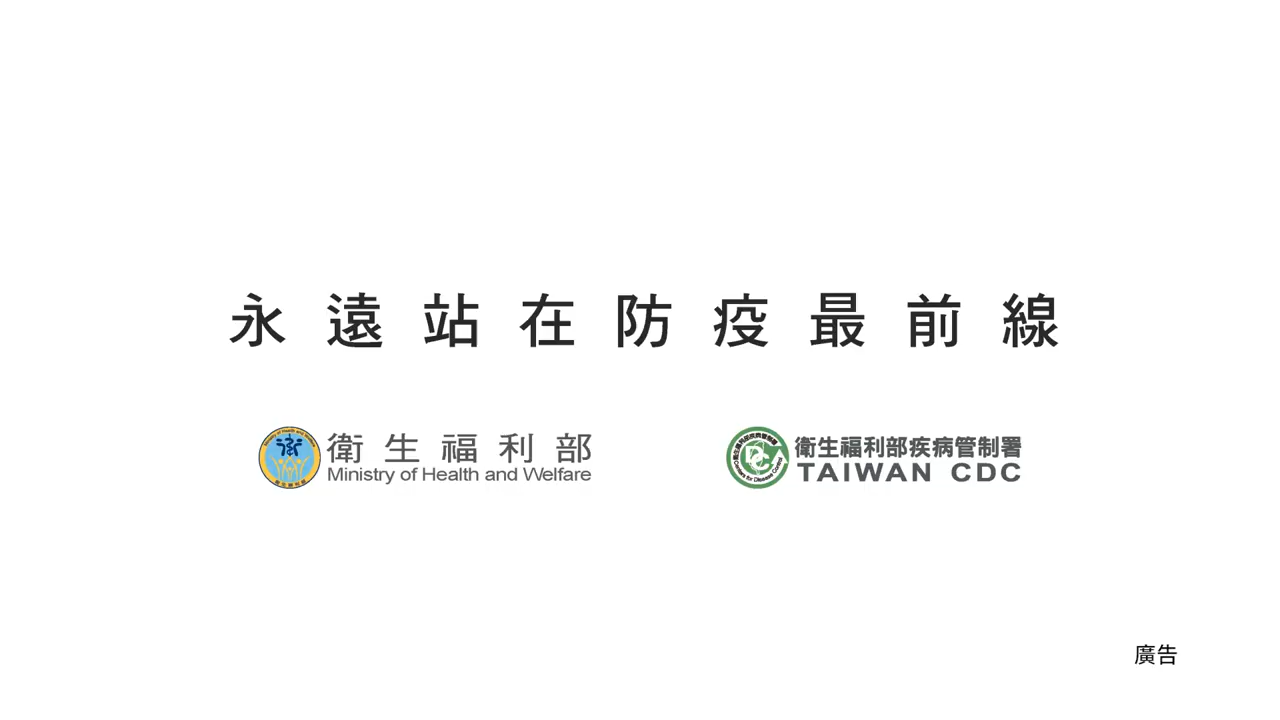 永遠站在防疫最前線
衛生福利部
Ministry of Health and Welfare
衛生福利部疾病管制署
TAIWAN CDC
廣告